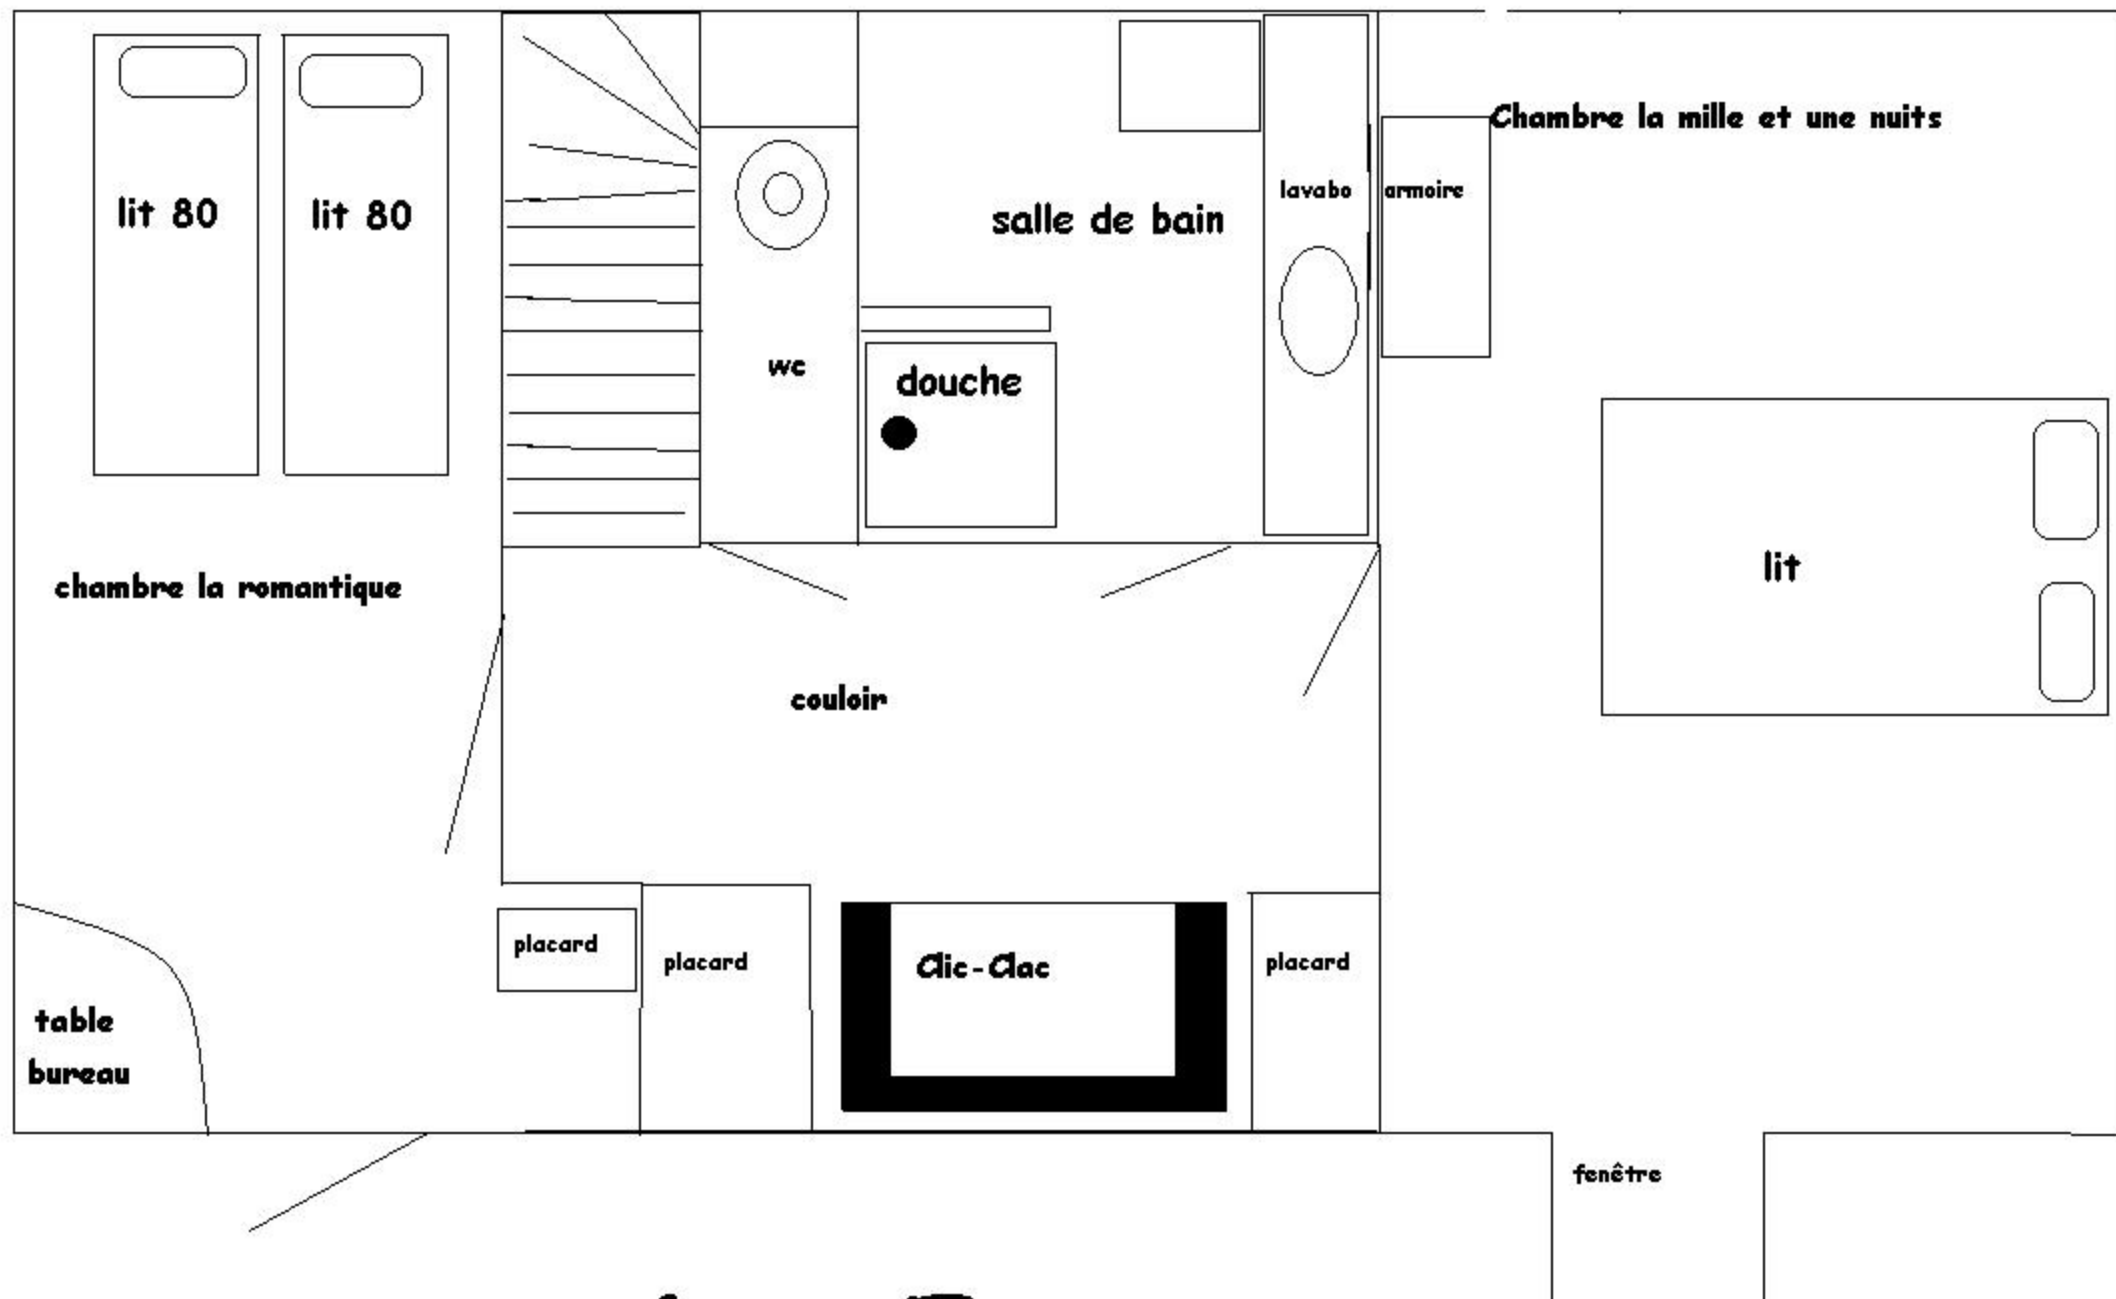 Chambre la mille et une nuits
lit 80
lit 80
salle de bain
lavabo
armoire
wc
douche
lit
chambre la romantique
couloir
placard
placard
Clic-Clac
placard
table
bureau
fenêtre